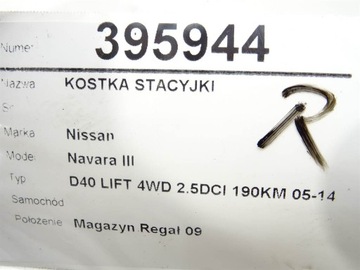 Numer 395944
Nazwa KOSTKA STACYJKI
R
Marka Nissan
Model Navara III
Typ D40 LIFT 4WD 2.5DCI 190KM 05-14
Samochód
Położenie Magazyn Regał 09